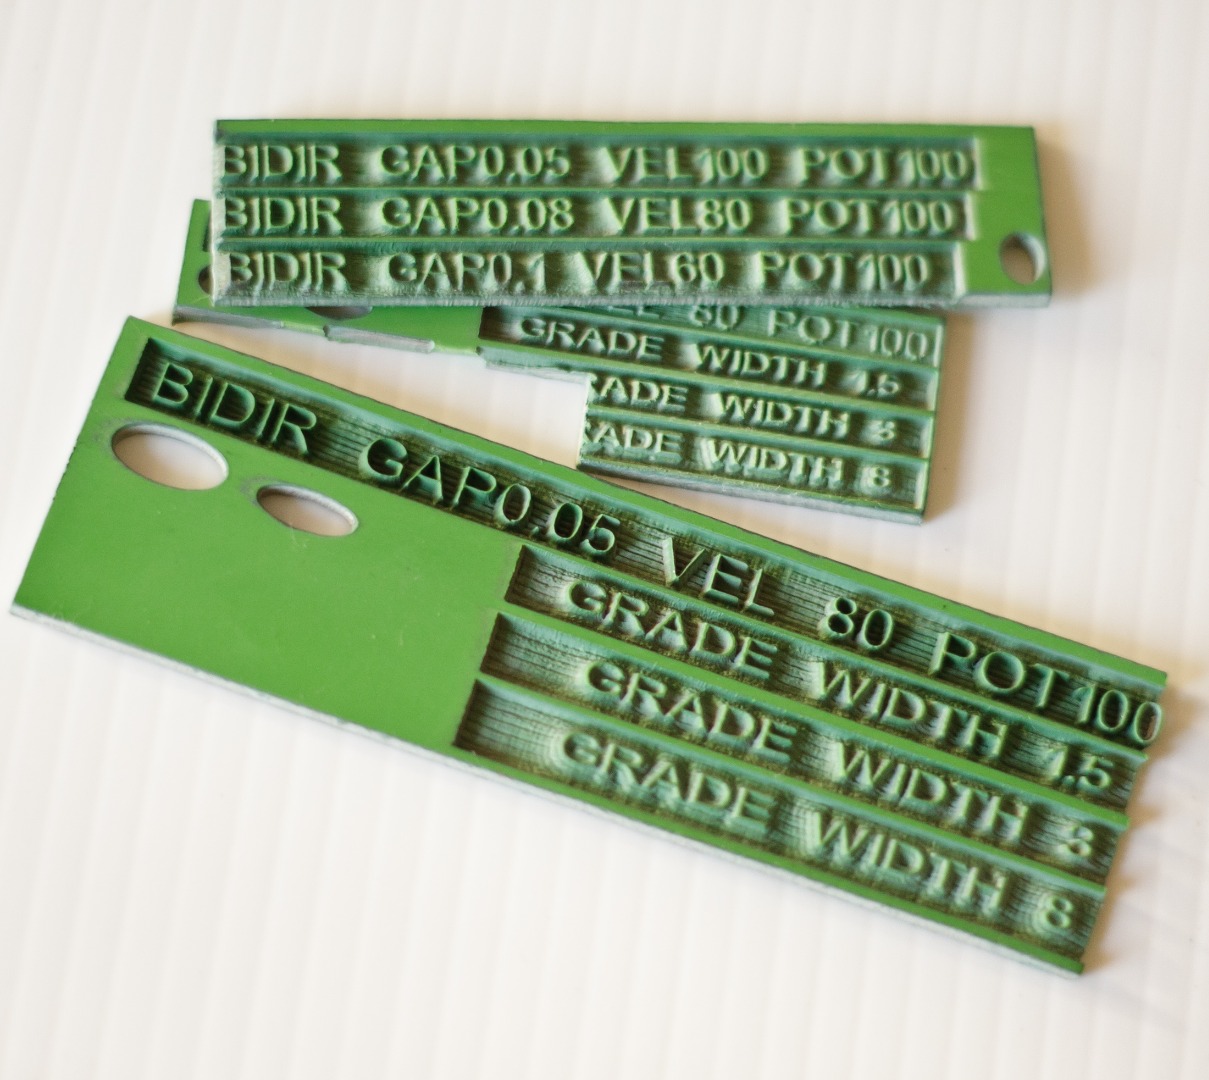 BIDIR GAP0.05 VEL100 POT100
BIDIR GAP0.08 VEL80 POT100
BIDIR GAP0.1 VEL60 POT100
80 POT100
GRADE WIDTH 1.5
RADE WIDTH 3
RADE WIDTH 8
BIDIR GAP0.05 VEL 80 POT100
GRADE WIDTH 1.5
GRADE WIDTH 3
GRADE WIDTH 8